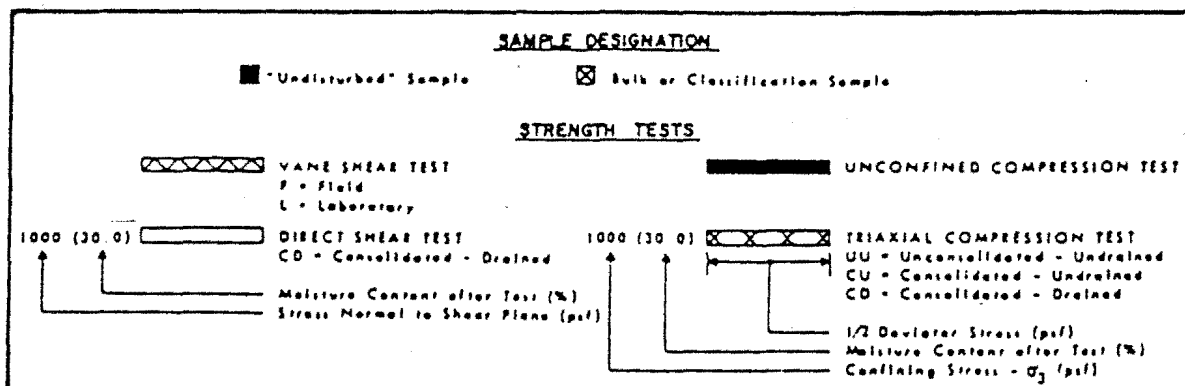 SAMPLE DESIGNATION
"Undisturbed" Sample
Bulk or Classification Sample
STRENGTH TESTS
VANE SHEAR TEST
F = Field
L = Laboratory
UNCONFINED COMPRESSION TEST
1000 (30.0)
DIRECT SHEAR TEST
CD = Consolidated - Drained
Moisture Content after Test (%)
Stress Normal to Shear Plane (psf)
1000 (30.0)
TRIAXIAL COMPRESSION TEST
UU = Unconsolidated - Undrained
CU = Consolidated - Undrained
CD = Consolidated - Drained
1/2 Deviator Stress (psf)
Moisture Content after Test (%)
Confining Stress - σ3 (psf)